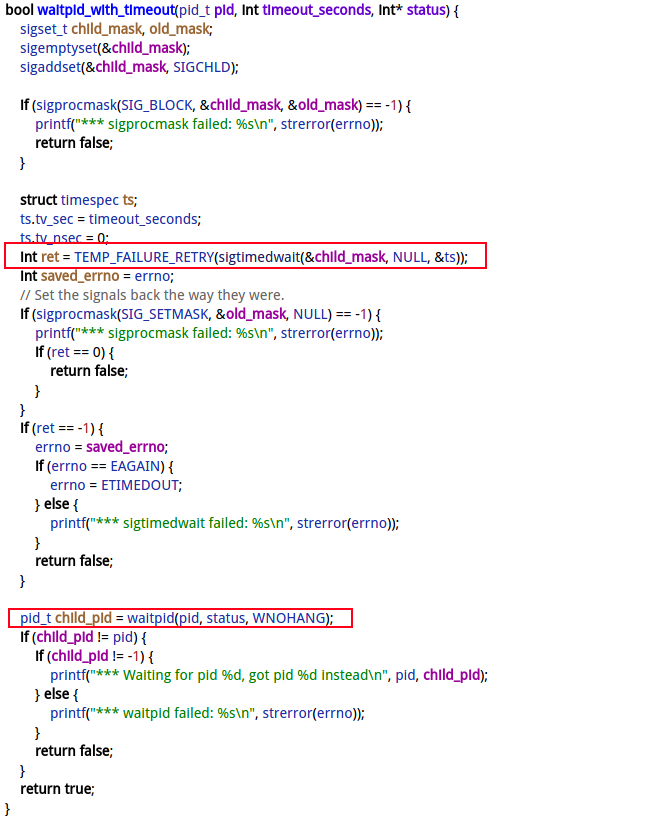 bool waitpid_with_timeout(pid_t pid, int timeout_seconds, int* status) {
sigset_t child_mask, old_mask;
sigemptyset(&child_mask);
sigaddset(&child_mask, SIGCHLD);
if (sigprocmask(SIG_BLOCK, &child_mask, &old_mask) == -1) {
printf("*** sigprocmask failed: %s\n", strerror(errno));
return false;
}
struct timespec ts;
ts.tv_sec = timeout_seconds;
ts.tv_nsec = 0;
int ret = TEMP_FAILURE_RETRY(sigtimedwait(&child_mask, NULL, &ts));
int saved_errno = errno;
// Set the signals back the way they were.
if (sigprocmask(SIG_SETMASK, &old_mask, NULL) == -1) {
printf("*** sigprocmask failed: %s\n", strerror(errno));
if (ret == 0) {
return false;
}
}
if (ret == -1) {
errno = saved_errno;
if (errno == EAGAIN) {
errno = ETIMEDOUT;
} else {
printf("*** sigtimedwait failed: %s\n", strerror(errno));
}
return false;
}
pid_t child_pid = waitpid(pid, status, WNOHANG);
if (child_pid != pid) {
if (child_pid != -1) {
printf("*** Waiting for pid %d, got pid %d instead\n", pid, child_pid);
} else {
printf("*** waitpid failed: %s\n", strerror(errno));
}
return false;
}
return true;
}